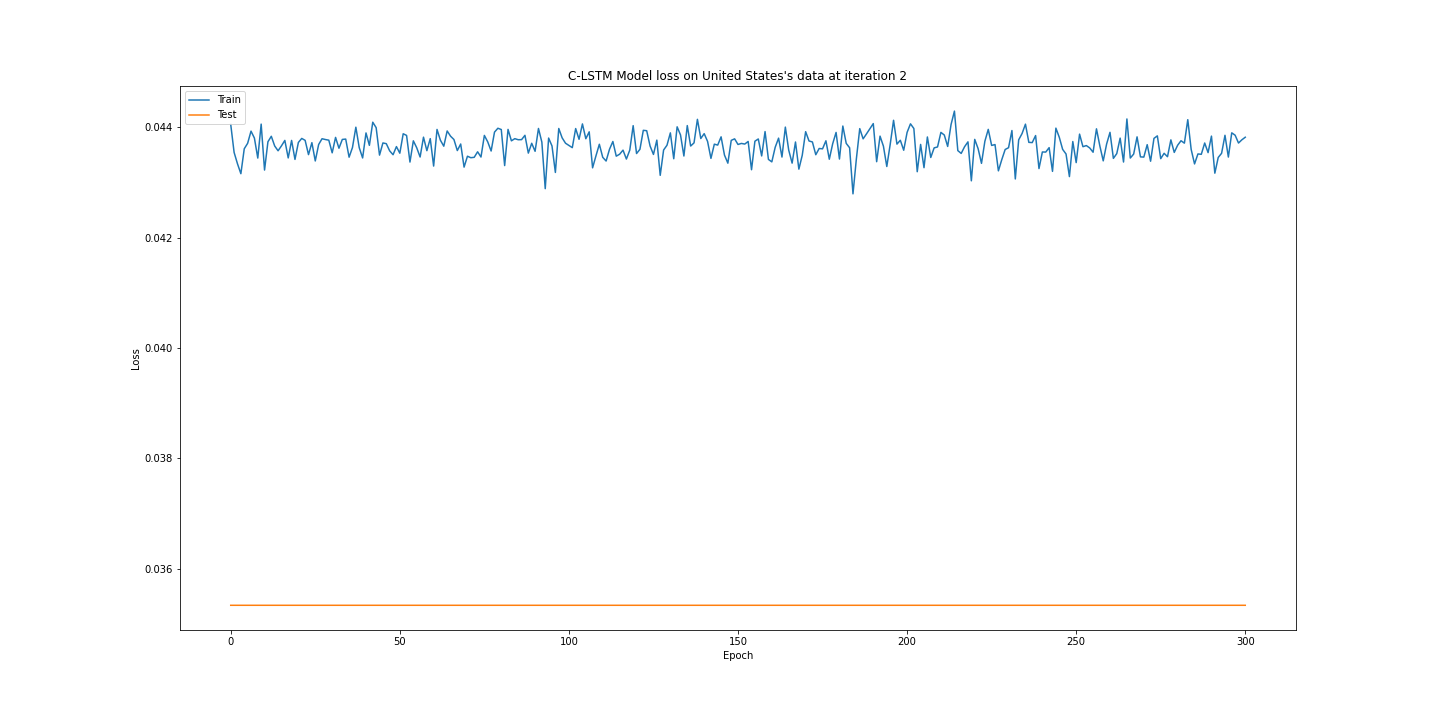 C-LSTM Model loss on United States's data at iteration 2
Train
Test
0.044
0.042
0.040
0.038
0.036
Loss
0 50 100 150 200 250 300
Epoch